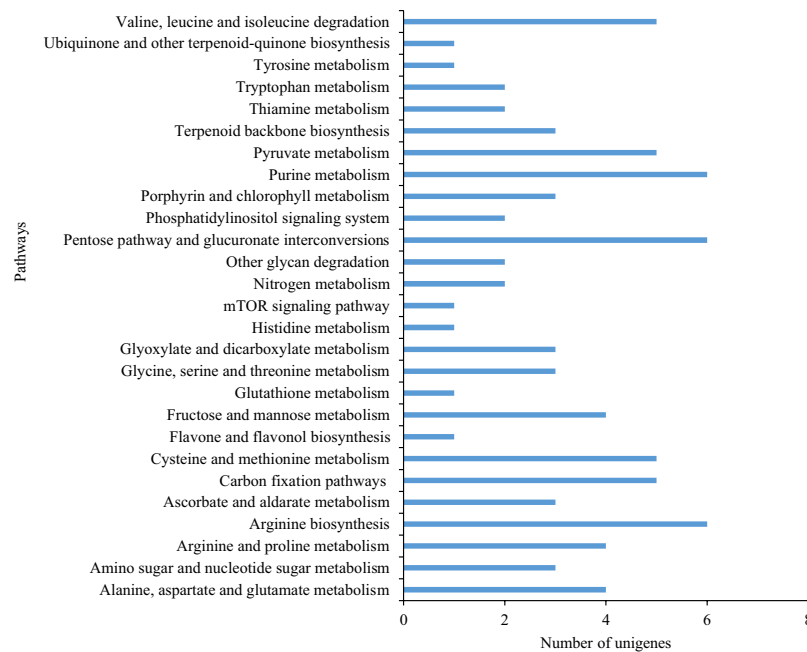 Valine, leucine and isoleucine degradation
Ubiquinone and other terpenoid-quinone biosynthesis
Tyrosine metabolism
Tryptophan metabolism
Thiamine metabolism
Terpenoid backbone biosynthesis
Pyruvate metabolism
Purine metabolism
Porphyrin and chlorophyll metabolism
Phosphatidylinositol signaling system
Pentose pathway and glucuronate interconversions
Other glycan degradation
Nitrogen metabolism
mTOR signaling pathway
Histidine metabolism
Glyoxylate and dicarboxylate metabolism
Glycine, serine and threonine metabolism
Glutathione metabolism
Fructose and mannose metabolism
Flavone and flavonol biosynthesis
Cysteine and methionine metabolism
Carbon fixation pathways
Ascorbate and aldarate metabolism
Arginine biosynthesis
Arginine and proline metabolism
Amino sugar and nucleotide sugar metabolism
Alanine, aspartate and glutamate metabolism
Pathways
0 2 4 6 8
Number of unigenes